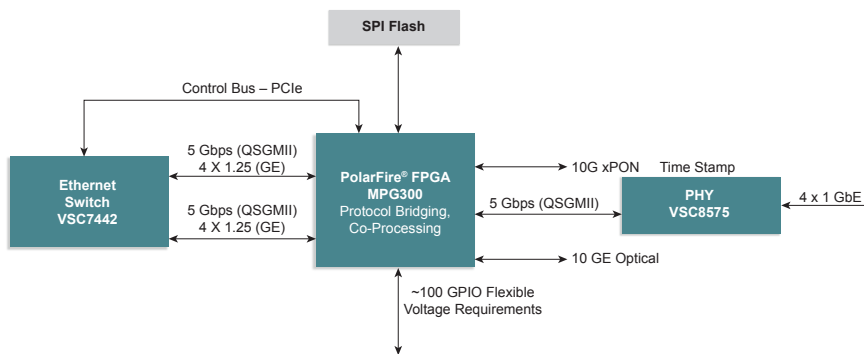 SPI Flash
Control Bus – PCIe
5 Gbps (QSGMII)
4 X 1.25 (GE)
Ethernet
Switch
VSC7442
5 Gbps (QSGMII)
4 X 1.25 (GE)
PolarFire® FPGA
MPG300
Protocol Bridging,
Co-Processing
10G xPON
Time Stamp
5 Gbps (QSGMII)
PHY
VSC8575
4 x 1 GbE
10 GE Optical
~100 GPIO Flexible
Voltage Requirements